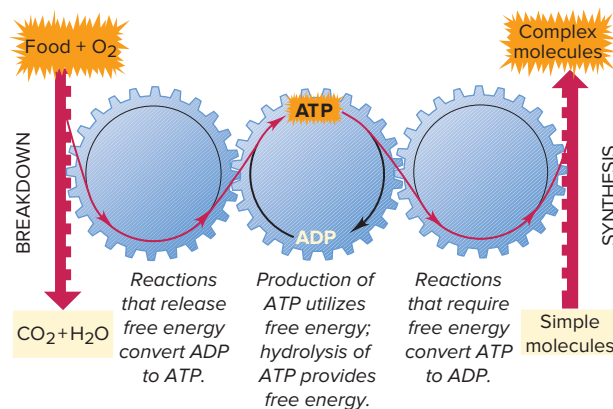 Food + O₂
Complex
molecules
BREAKDOWN
ATP
ADP
SYNTHESIS
CO₂+H₂O
Reactions
that release
free energy
convert ADP
to ATP.
Production of
ATP utilizes
free energy;
hydrolysis of
ATP provides
free energy.
Reactions
that require
free energy
convert ATP
to ADP.
Simple
molecules